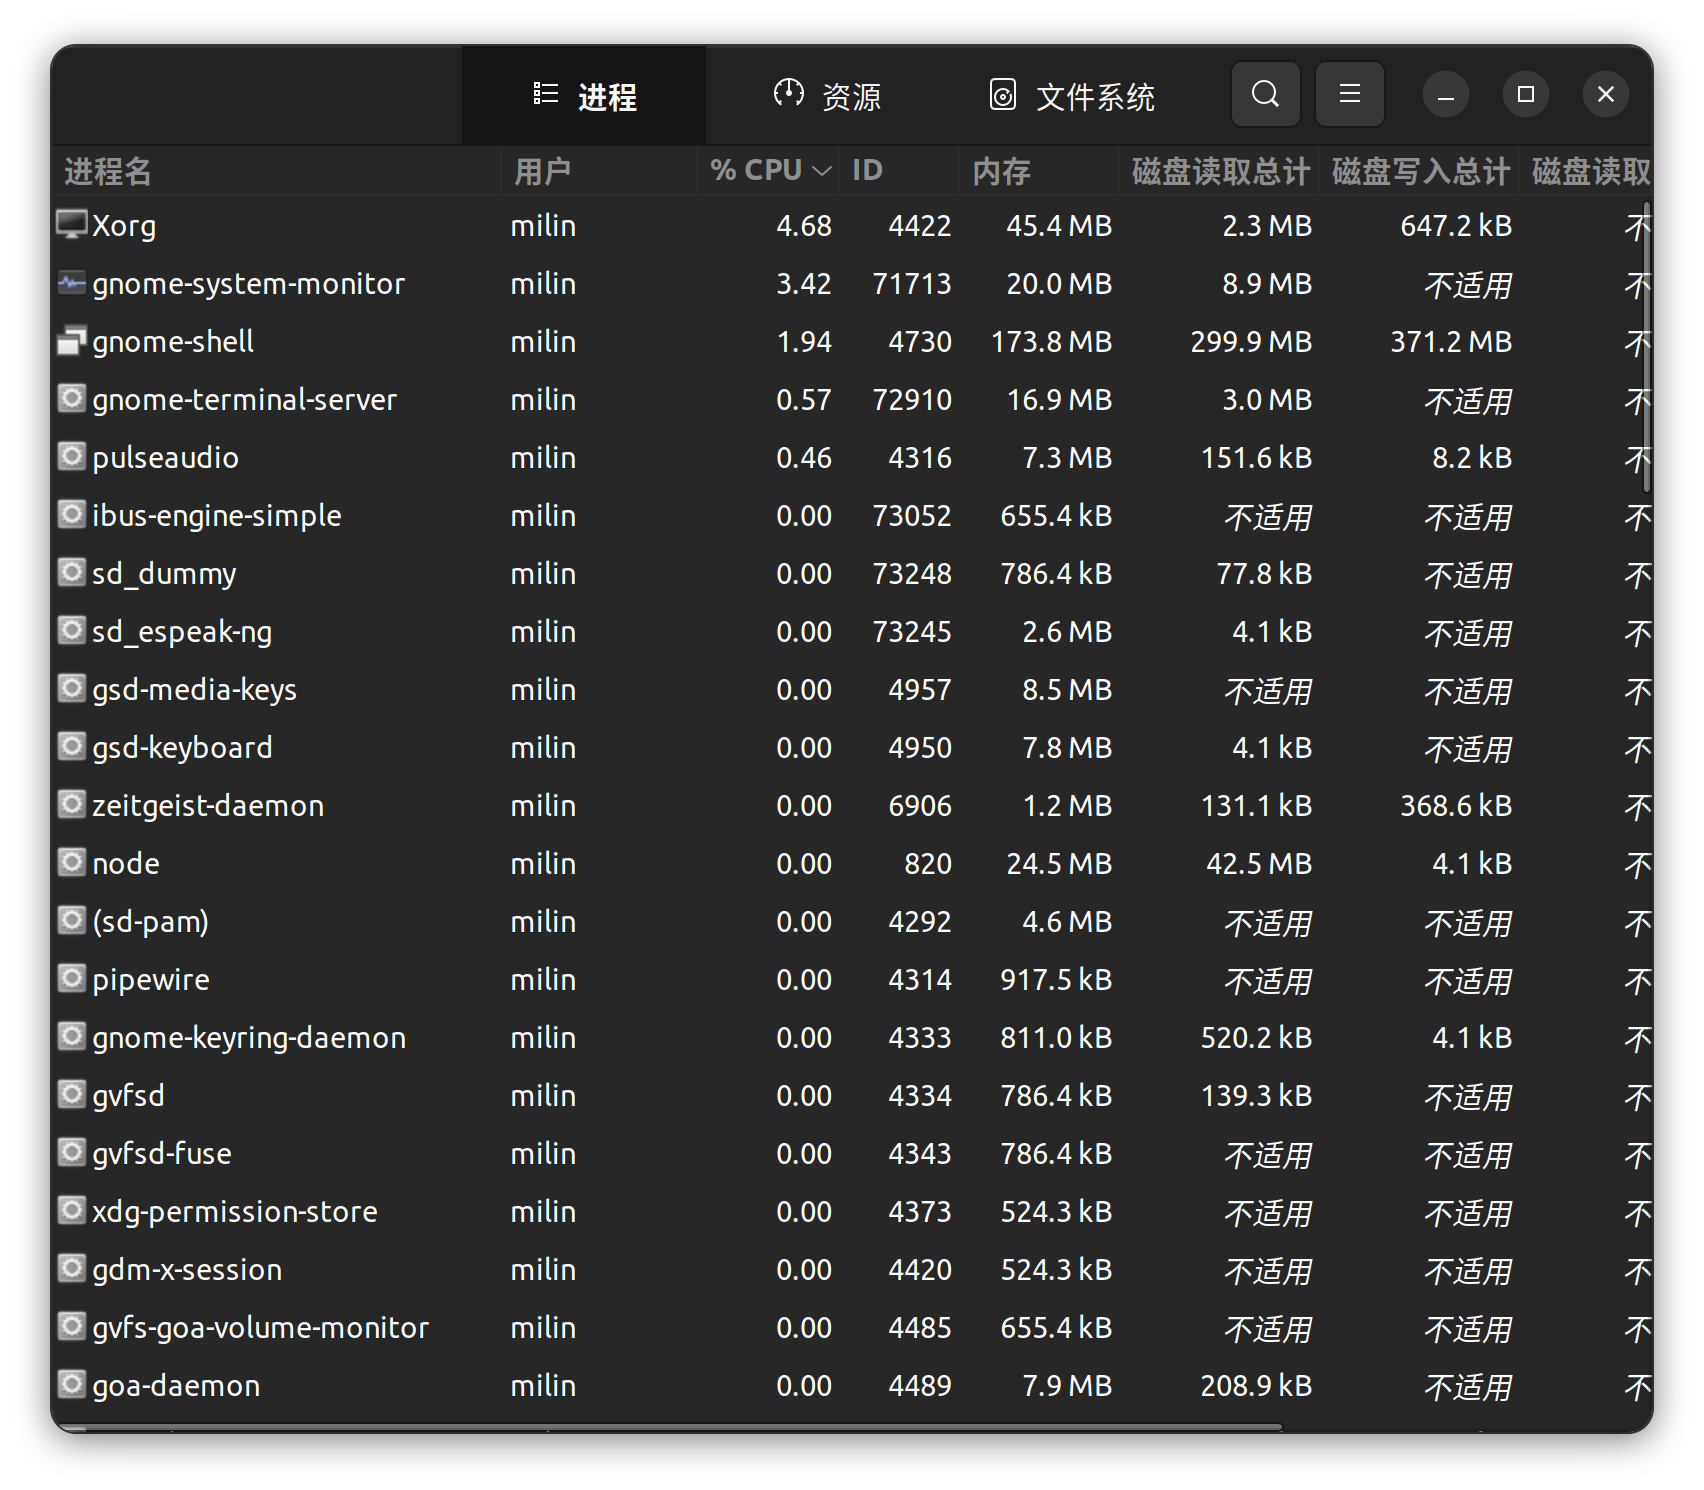 进程 资源 文件系统
进程名 用户 % CPU ID 内存 磁盘读取总计 磁盘写入总计 磁盘读取
Xorg milin 4.68 4422 45.4 MB 2.3 MB 647.2 kB 不
gnome-system-monitor milin 3.42 71713 20.0 MB 8.9 MB 不适用 不
gnome-shell milin 1.94 4730 173.8 MB 299.9 MB 371.2 MB 不
gnome-terminal-server milin 0.57 72910 16.9 MB 3.0 MB 不适用 不
pulseaudio milin 0.46 4316 7.3 MB 151.6 kB 8.2 kB 不
ibus-engine-simple milin 0.00 73052 655.4 kB 不适用 不适用 不
sd_dummy milin 0.00 73248 786.4 kB 77.8 kB 不适用 不
sd_espeak-ng milin 0.00 73245 2.6 MB 4.1 kB 不适用 不
gsd-media-keys milin 0.00 4957 8.5 MB 不适用 不适用 不
gsd-keyboard milin 0.00 4950 7.8 MB 4.1 kB 不适用 不
zeitgeist-daemon milin 0.00 6906 1.2 MB 131.1 kB 368.6 kB 不
node milin 0.00 820 24.5 MB 42.5 MB 4.1 kB 不
(sd-pam) milin 0.00 4292 4.6 MB 不适用 不适用 不
pipewire milin 0.00 4314 917.5 kB 不适用 不适用 不
gnome-keyring-daemon milin 0.00 4333 811.0 kB 520.2 kB 4.1 kB 不
gvfsd milin 0.00 4334 786.4 kB 139.3 kB 不适用 不
gvfsd-fuse milin 0.00 4343 786.4 kB 不适用 不适用 不
xdg-permission-store milin 0.00 4373 524.3 kB 不适用 不适用 不
gdm-x-session milin 0.00 4420 524.3 kB 不适用 不适用 不
gvfs-goa-volume-monitor milin 0.00 4485 655.4 kB 不适用 不适用 不
goa-daemon milin 0.00 4489 7.9 MB 208.9 kB 不适用 不